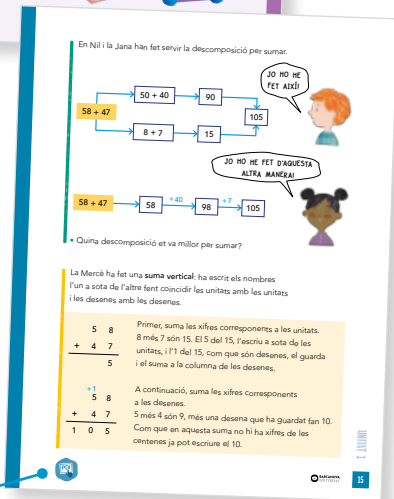 En Nil i la Jana han fet servir la descomposició per sumar.
JO HO HE
FET AIXÍ!
50 + 40
90
58 + 47
105
8 + 7
15
JO HO HE FET D'AQUESTA
ALTRA MANERA!
58 + 47
58
+40
98
+7
105
• Quina descomposició et va millor per sumar?
La Mercè ha fet una suma vertical: ha escrit els nombres
l'un a sota de l'altre fent coincidir les unitats amb les unitats
i les desenes amb les desenes.
5 8
+ 4 7
5
Primer, suma les xifres corresponents a les unitats.
8 més 7 són 15. El 5 del 15, l'escriu a sota de les
unitats, i l'1 del 15, com que són desenes, el guarda
i el suma a la columna de les desenes.
+1
5 8
+ 4 7
1 0 5
A continuació, suma les xifres corresponents
a les desenes.
5 més 4 són 9, més una desena que ha guardat fan 10.
Com que en aquesta suma no hi ha xifres de les
centenes ja pot escriure el 10.
UNITAT 1
BARCANOVA
EDITORIAL
15